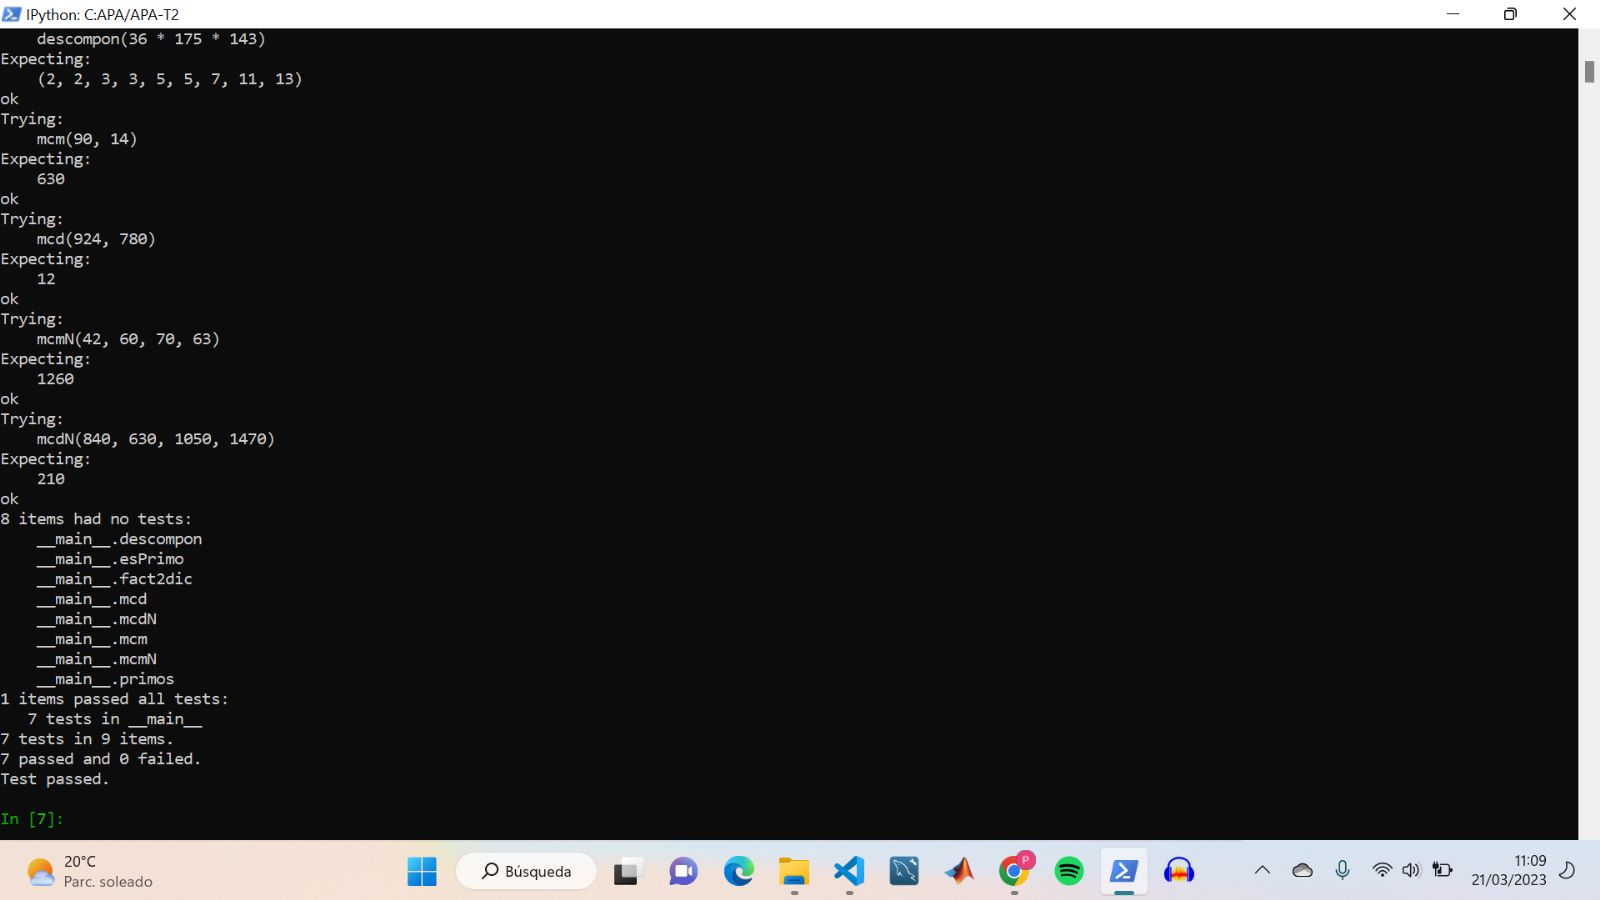 IPython: C:APA/APA-T2
descompon(36 * 175 * 143)
Expecting:
(2, 2, 3, 3, 5, 5, 7, 11, 13)
ok
Trying:
mcm(90, 14)
Expecting:
630
ok
Trying:
mcd(924, 780)
Expecting:
12
ok
Trying:
mcmN(42, 60, 70, 63)
Expecting:
1260
ok
Trying:
mcdN(840, 630, 1050, 1470)
Expecting:
210
ok
8 items had no tests:
__main__.descompon
__main__.esPrimo
__main__.fact2dic
__main__.mcd
__main__.mcdN
__main__.mcm
__main__.mcmN
__main__.primos
1 items passed all tests:
7 tests in __main__
7 tests in 9 items.
7 passed and 0 failed.
Test passed.
In [7]:
20°C
Parc. soleado
Búsqueda
P
11:09
21/03/2023